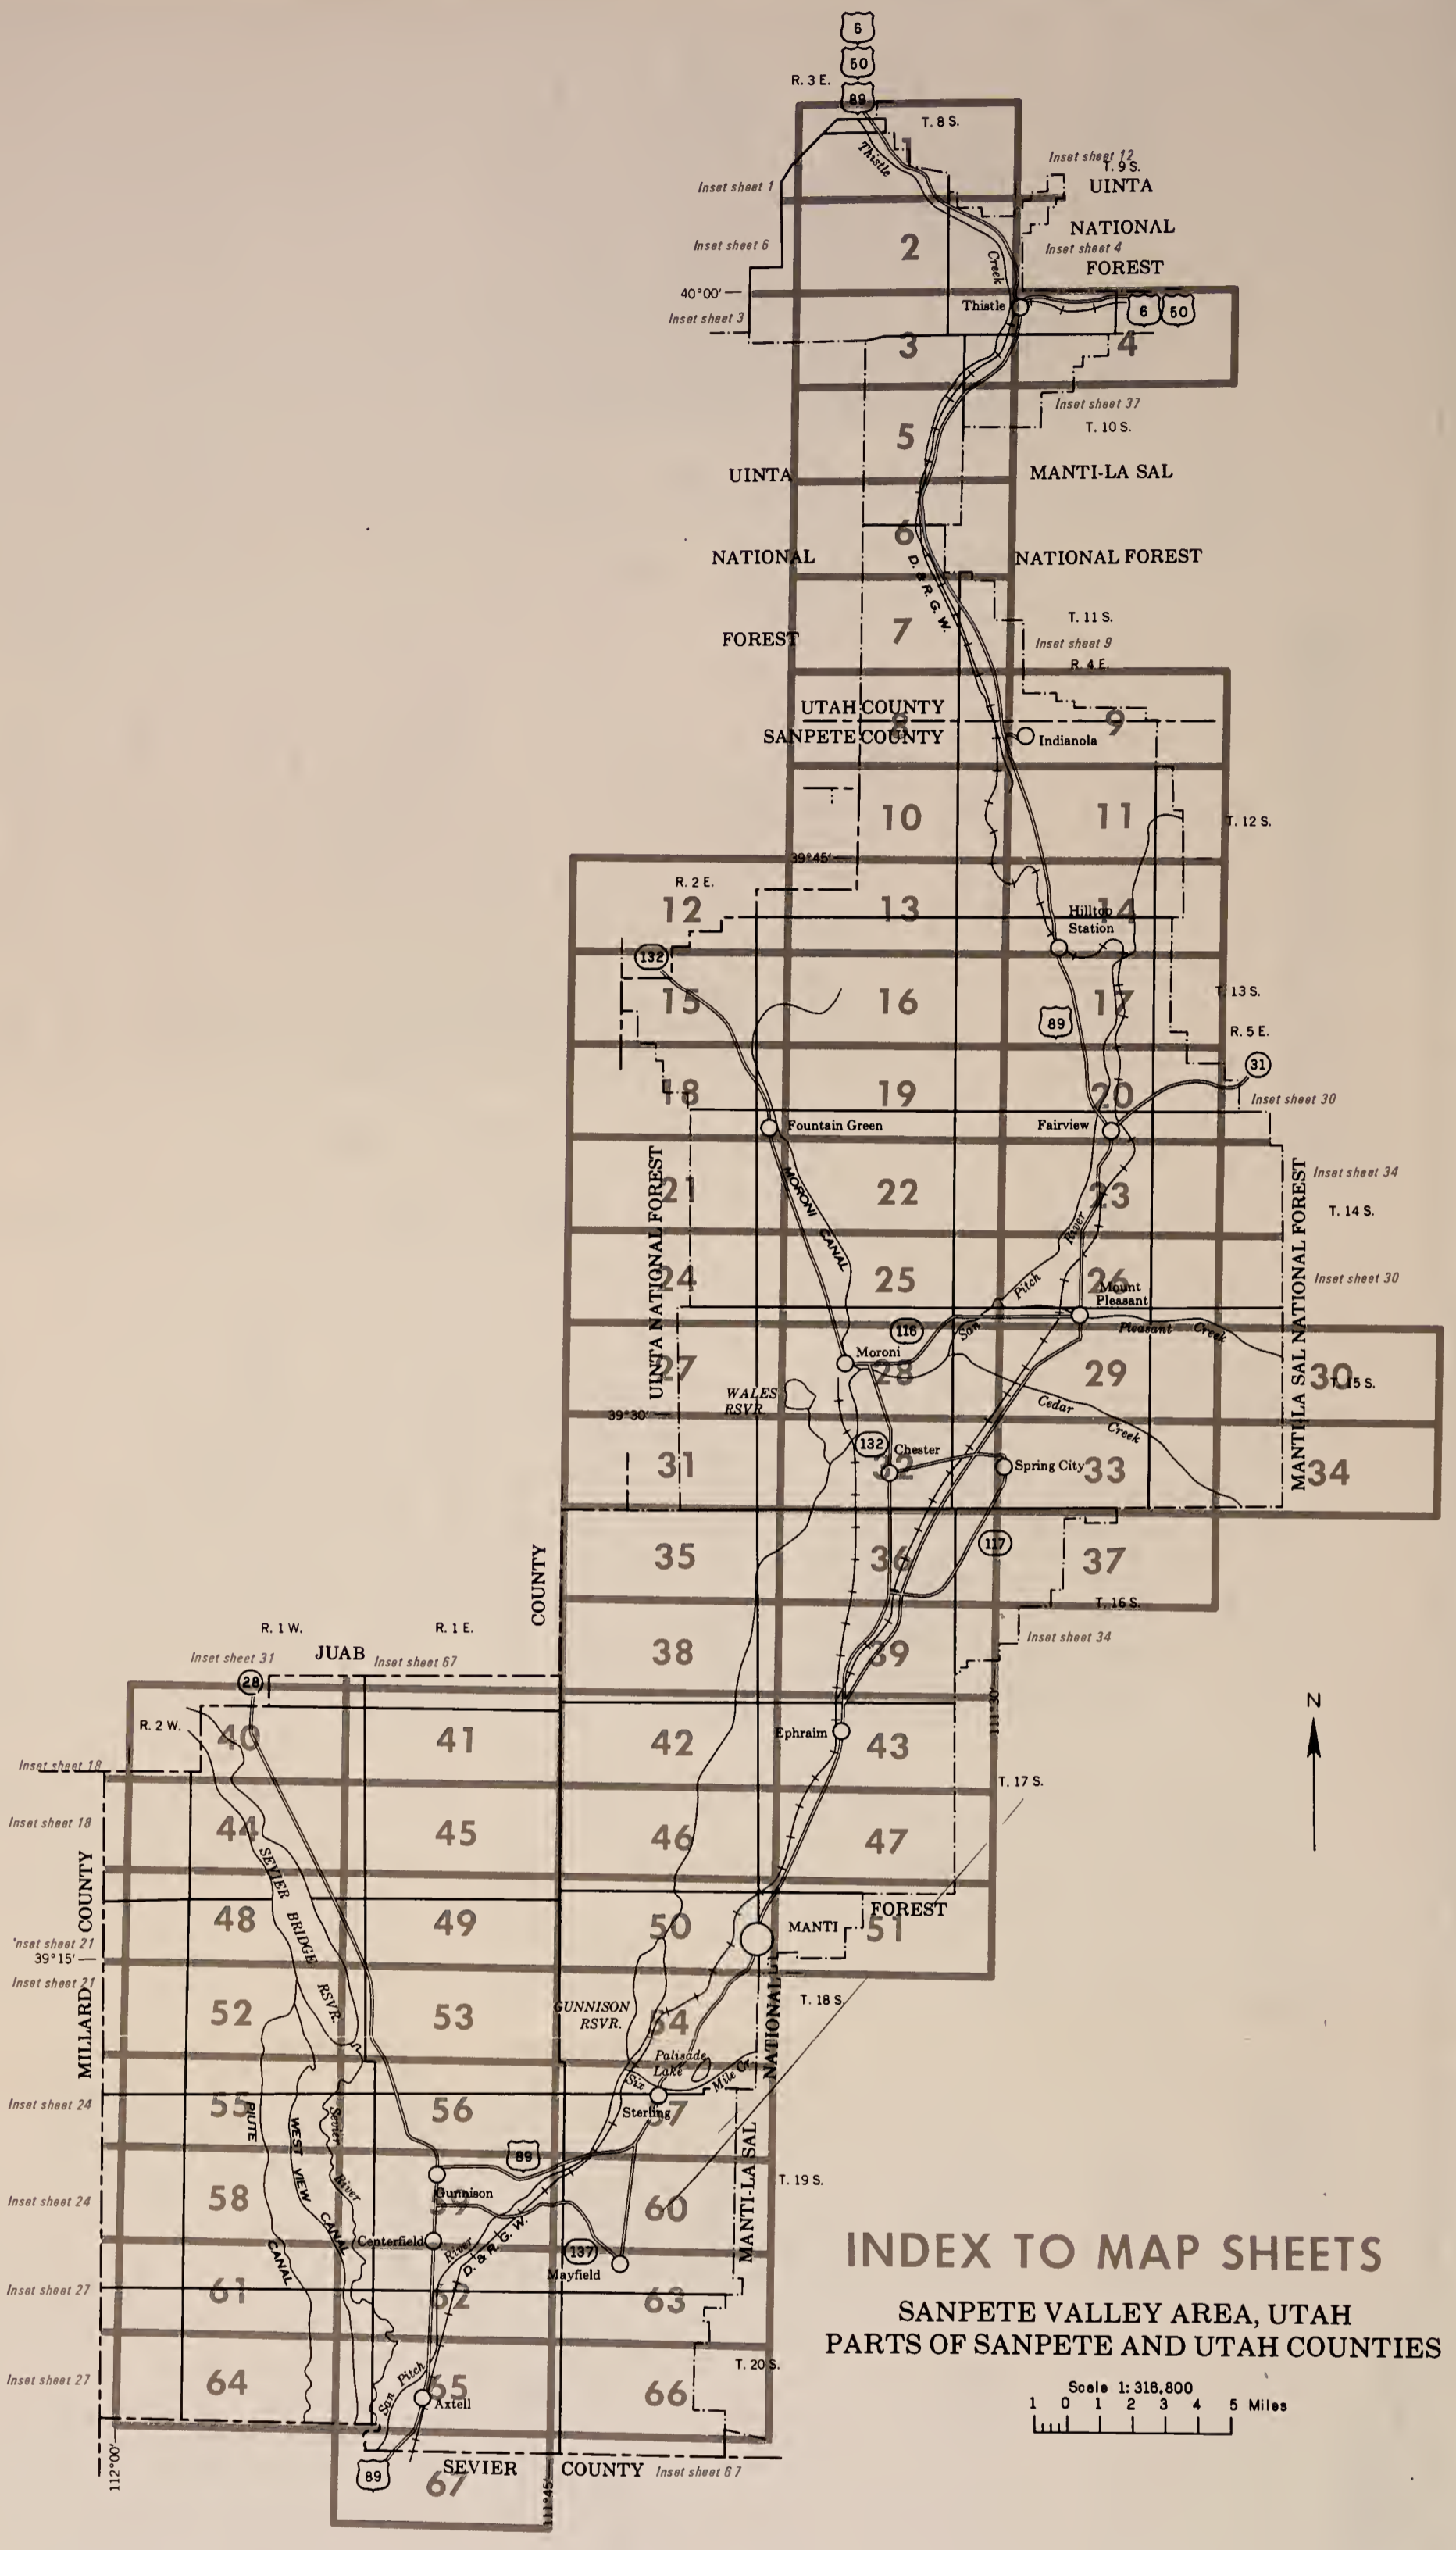 6
50
89
R. 3 E.
T. 8 S.
1
Thistle
Inset sheet 12
T. 9 S.
UINTA
Inset sheet 1
NATIONAL
2
Inset sheet 6
Inset sheet 4
Creek
FOREST
40°00'
Thistle
6
50
Inset sheet 3
3
4
Inset sheet 37
T. 10 S.
5
UINTA
MANTI-LA SAL
6
NATIONAL
NATIONAL FOREST
D. & R. G. W.
7
T. 11 S.
FOREST
Inset sheet 9
R. 4 E.
UTAH COUNTY
8
9
SANPETE COUNTY
Indianola
10
11
T. 12 S.
39°45'
R. 2 E.
12
13
14
Hilltop
Station
132
15
16
17
T. 13 S.
89
R. 5 E.
31
18
19
20
Inset sheet 30
Fountain Green
Fairview
UINTA NATIONAL FOREST
MORONI CANAL
21
22
23
Inset sheet 34
T. 14 S.
MANTI-LA SAL NATIONAL FOREST
River
24
25
26
Inset sheet 30
Pitch
Mount
Pleasant
San
116
Pleasant Creek
Moroni
27
28
29
30
T. 15 S.
WALES
RSVR.
39°30'
Cedar Creek
132
Chester
31
32
Spring City
33
34
117
35
36
37
COUNTY
T. 16 S.
R. 1 W.
R. 1 E.
Inset sheet 34
JUAB
Inset sheet 31
Inset sheet 67
38
39
28
111°30'
N
R. 2 W.
40
41
42
Ephraim
43
Inset sheet 18
T. 17 S.
Inset sheet 18
44
45
46
47
MILLARD COUNTY
SEVIER BRIDGE RSVR.
48
49
50
MANTI
FOREST
51
nset sheet 21
39°15'
Inset sheet 21
52
53
GUNNISON
RSVR.
54
T. 18 S.
NATIONAL
Palisade
Lake
Six Mile Cr.
Inset sheet 24
55
56
Sterling
57
PIUTE
CANAL
WEST VIEW
CANAL
Sevier
River
89
MANTI-LA SAL
T. 19 S.
Inset sheet 24
58
Gunnison
59
60
Centerfield
River
D. & R. G. W.
137
Mayfield
Inset sheet 27
61
62
63
INDEX TO MAP SHEETS
SANPETE VALLEY AREA, UTAH
PARTS OF SANPETE AND UTAH COUNTIES
Inset sheet 27
64
San Pitch
65
Axtell
66
T. 20 S.
Scale 1:316,800
1 0 1 2 3 4 5 Miles
112°00'
89
SEVIER COUNTY
Inset sheet 67
67
111°45'